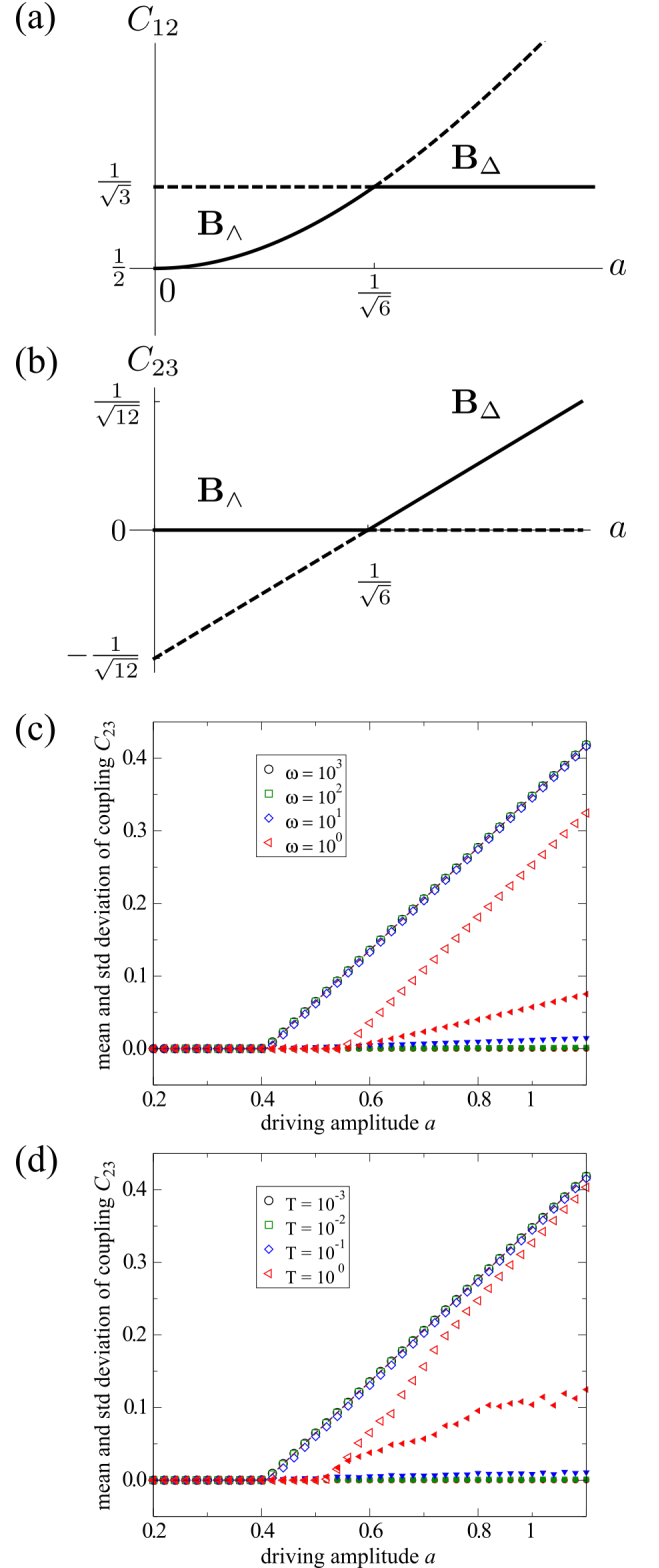 (a)
C₁₂
1/√3
B_Δ
B_∧
1/2
0
1/√6
a
(b)
C₂₃
1/√12
B_Δ
B_∧
0
a
1/√6
−1/√12
(c)
mean and std deviation of coupling C₂₃
0.4
0.3
0.2
0.1
0.0
ω = 10³
ω = 10²
ω = 10¹
ω = 10⁰
0.2 0.4 0.6 0.8 1
driving amplitude a
(d)
mean and std deviation of coupling C₂₃
0.4
0.3
0.2
0.1
0.0
T = 10⁻³
T = 10⁻²
T = 10⁻¹
T = 10⁰
0.2 0.4 0.6 0.8 1
driving amplitude a